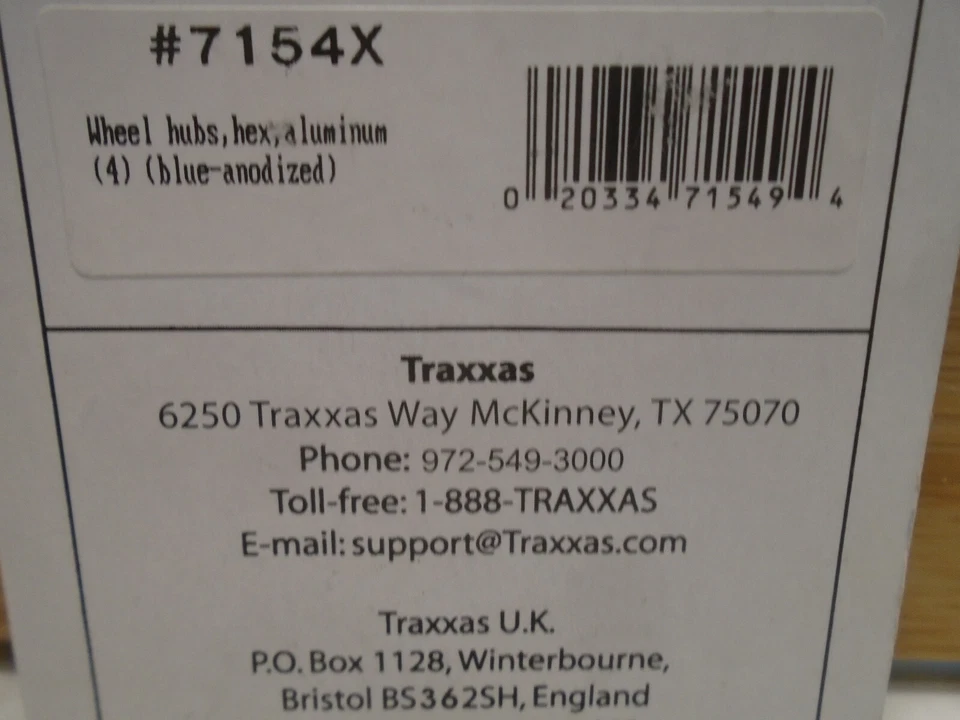 #7154X
Wheel hubs,hex,aluminum
(4) (blue-anodized)
0 20334 71549 4
Traxxas
6250 Traxxas Way McKinney, TX 75070
Phone: 972-549-3000
Toll-free: 1-888-TRAXXAS
E-mail: support@Traxxas.com
Traxxas U.K.
P.O. Box 1128, Winterbourne,
Bristol BS362SH, England